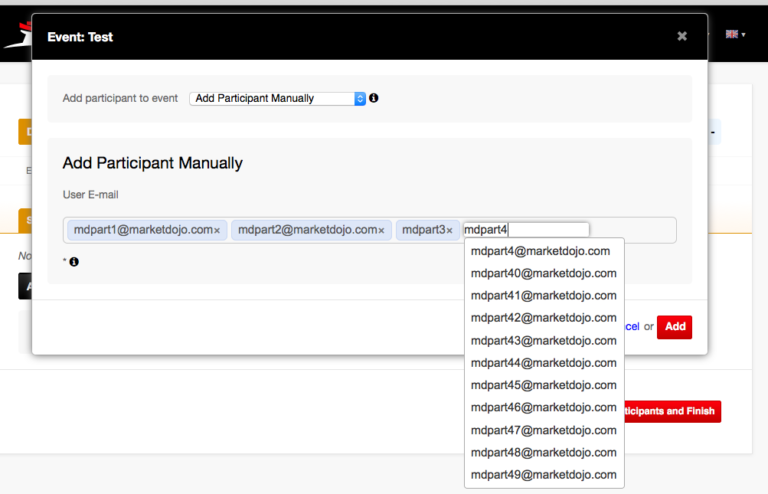 Event: Test ×
Add participant to event Add Participant Manually
Add Participant Manually
User E-mail
mdpart1@marketdojo.com× mdpart2@marketdojo.com× mdpart3× mdpart4
*
No
mdpart4@marketdojo.com
mdpart40@marketdojo.com
mdpart41@marketdojo.com
mdpart42@marketdojo.com
mdpart43@marketdojo.com
mdpart44@marketdojo.com
mdpart45@marketdojo.com
mdpart46@marketdojo.com
mdpart47@marketdojo.com
mdpart48@marketdojo.com
mdpart49@marketdojo.com
cel or Add
ticipants and Finish